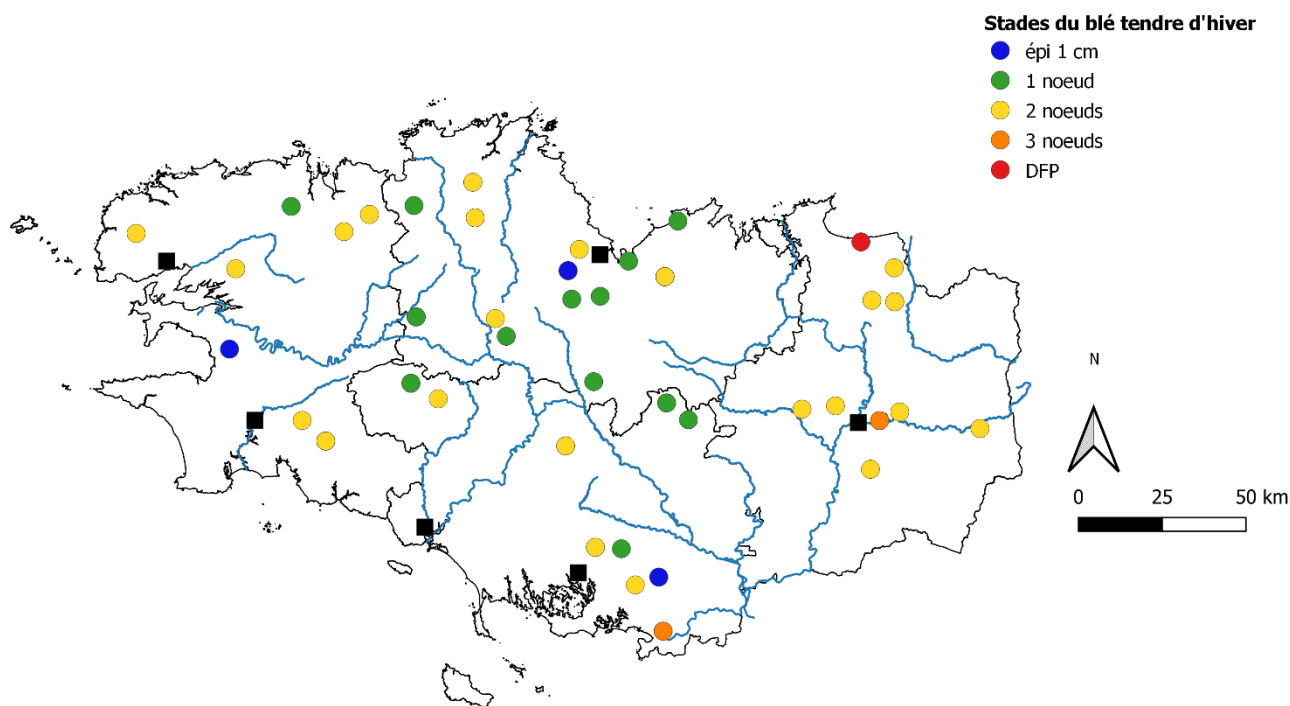 Stades du blé tendre d'hiver
épi 1 cm
1 noeud
2 noeuds
3 noeuds
DFP
N
0 25 50 km